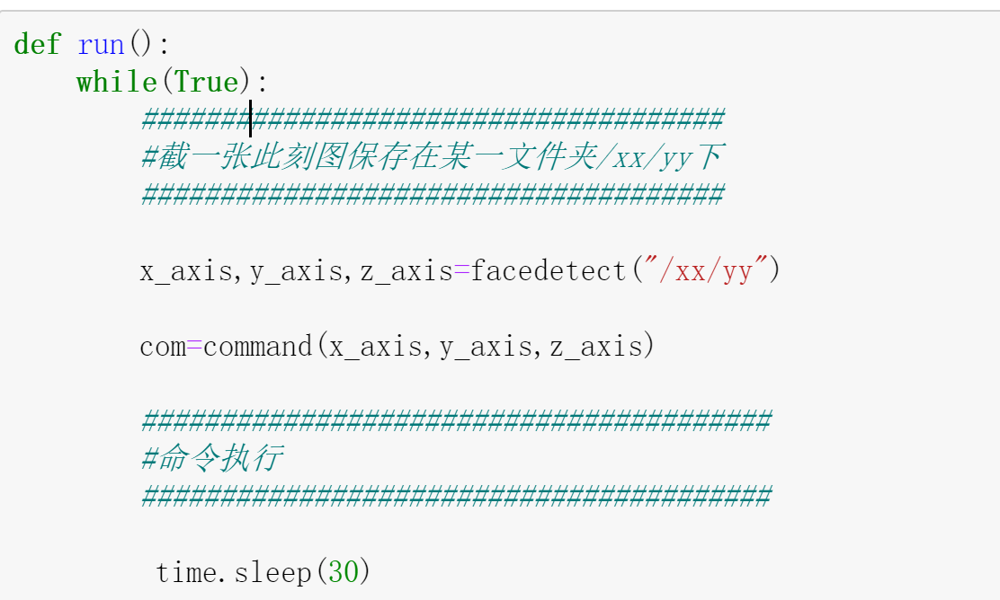 def run():
while(True):
#####################################
#截一张此刻图保存在某一文件夹/xx/yy下
#####################################
x_axis,y_axis,z_axis=facedetect("/xx/yy")
com=command(x_axis,y_axis,z_axis)
########################################
#命令执行
########################################
time.sleep(30)